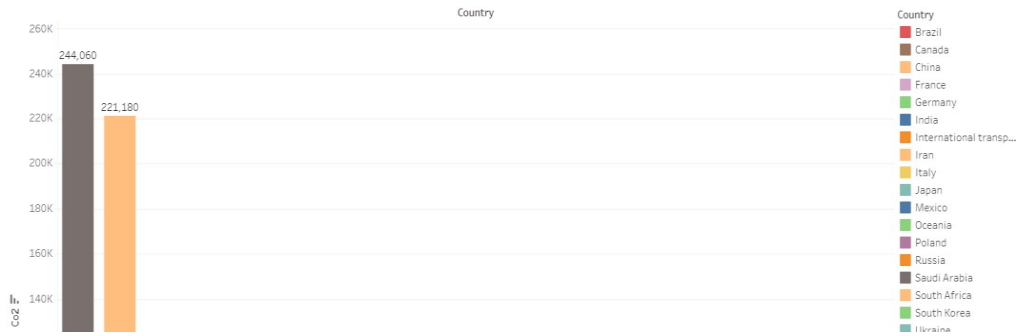 Country
260K
244,060
240K
221,180
220K
200K
180K
160K
140K
Co2
Country
Brazil
Canada
China
France
Germany
India
International transp...
Iran
Italy
Japan
Mexico
Oceania
Poland
Russia
Saudi Arabia
South Africa
South Korea
Ukraine